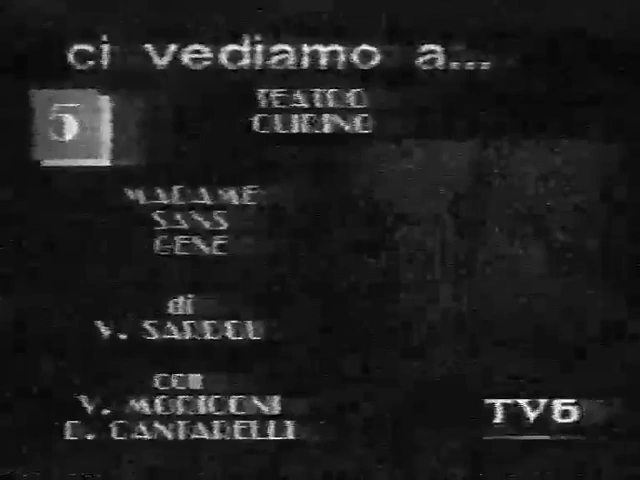 ci vediamo a...
5
TEATRO
QUIRINO
MADAME
SANS
GENE
di
V. SARDOU
con
V. MORICONI
D. CANTARELLI
TV6